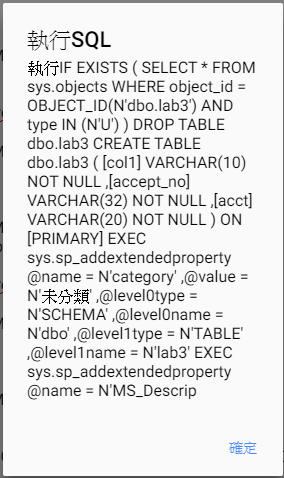 執行SQL
執行IF EXISTS ( SELECT * FROM
sys.objects WHERE object_id =
OBJECT_ID(N'dbo.lab3') AND
type IN (N'U') ) DROP TABLE
dbo.lab3 CREATE TABLE
dbo.lab3 ( [col1] VARCHAR(10)
NOT NULL ,[accept_no]
VARCHAR(32) NOT NULL ,[acct]
VARCHAR(20) NOT NULL ) ON
[PRIMARY] EXEC
sys.sp_addextendedproperty
@name = N'category' ,@value =
N'未分類' ,@level0type =
N'SCHEMA' ,@level0name =
N'dbo' ,@level1type = N'TABLE'
,@level1name = N'lab3' EXEC
sys.sp_addextendedproperty
@name = N'MS_Descrip
確定